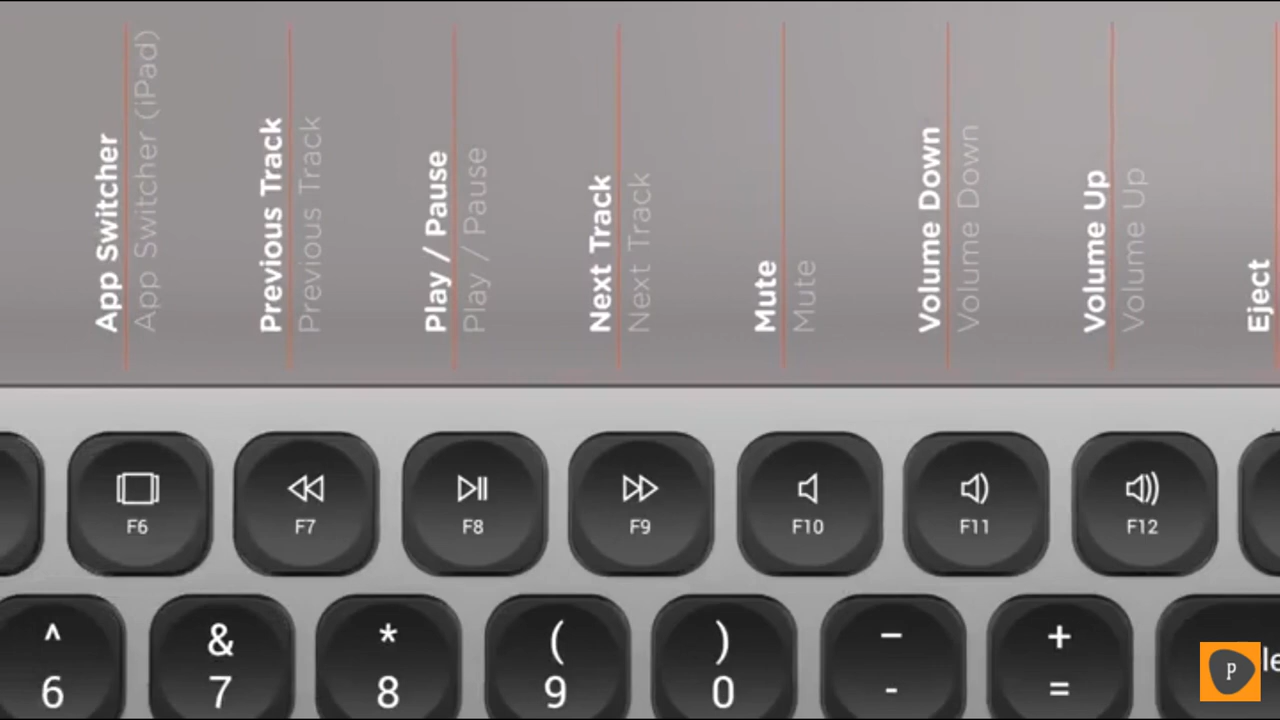 App Switcher
App Switcher (iPad)
Previous Track
Previous Track
Play / Pause
Play / Pause
Next Track
Next Track
Mute
Mute
Volume Down
Volume Down
Volume Up
Volume Up
Eject
F6
F7
F8
F9
F10
F11
F12
^
&
*
(
)
–
+
6
7
8
9
0
-
=
P